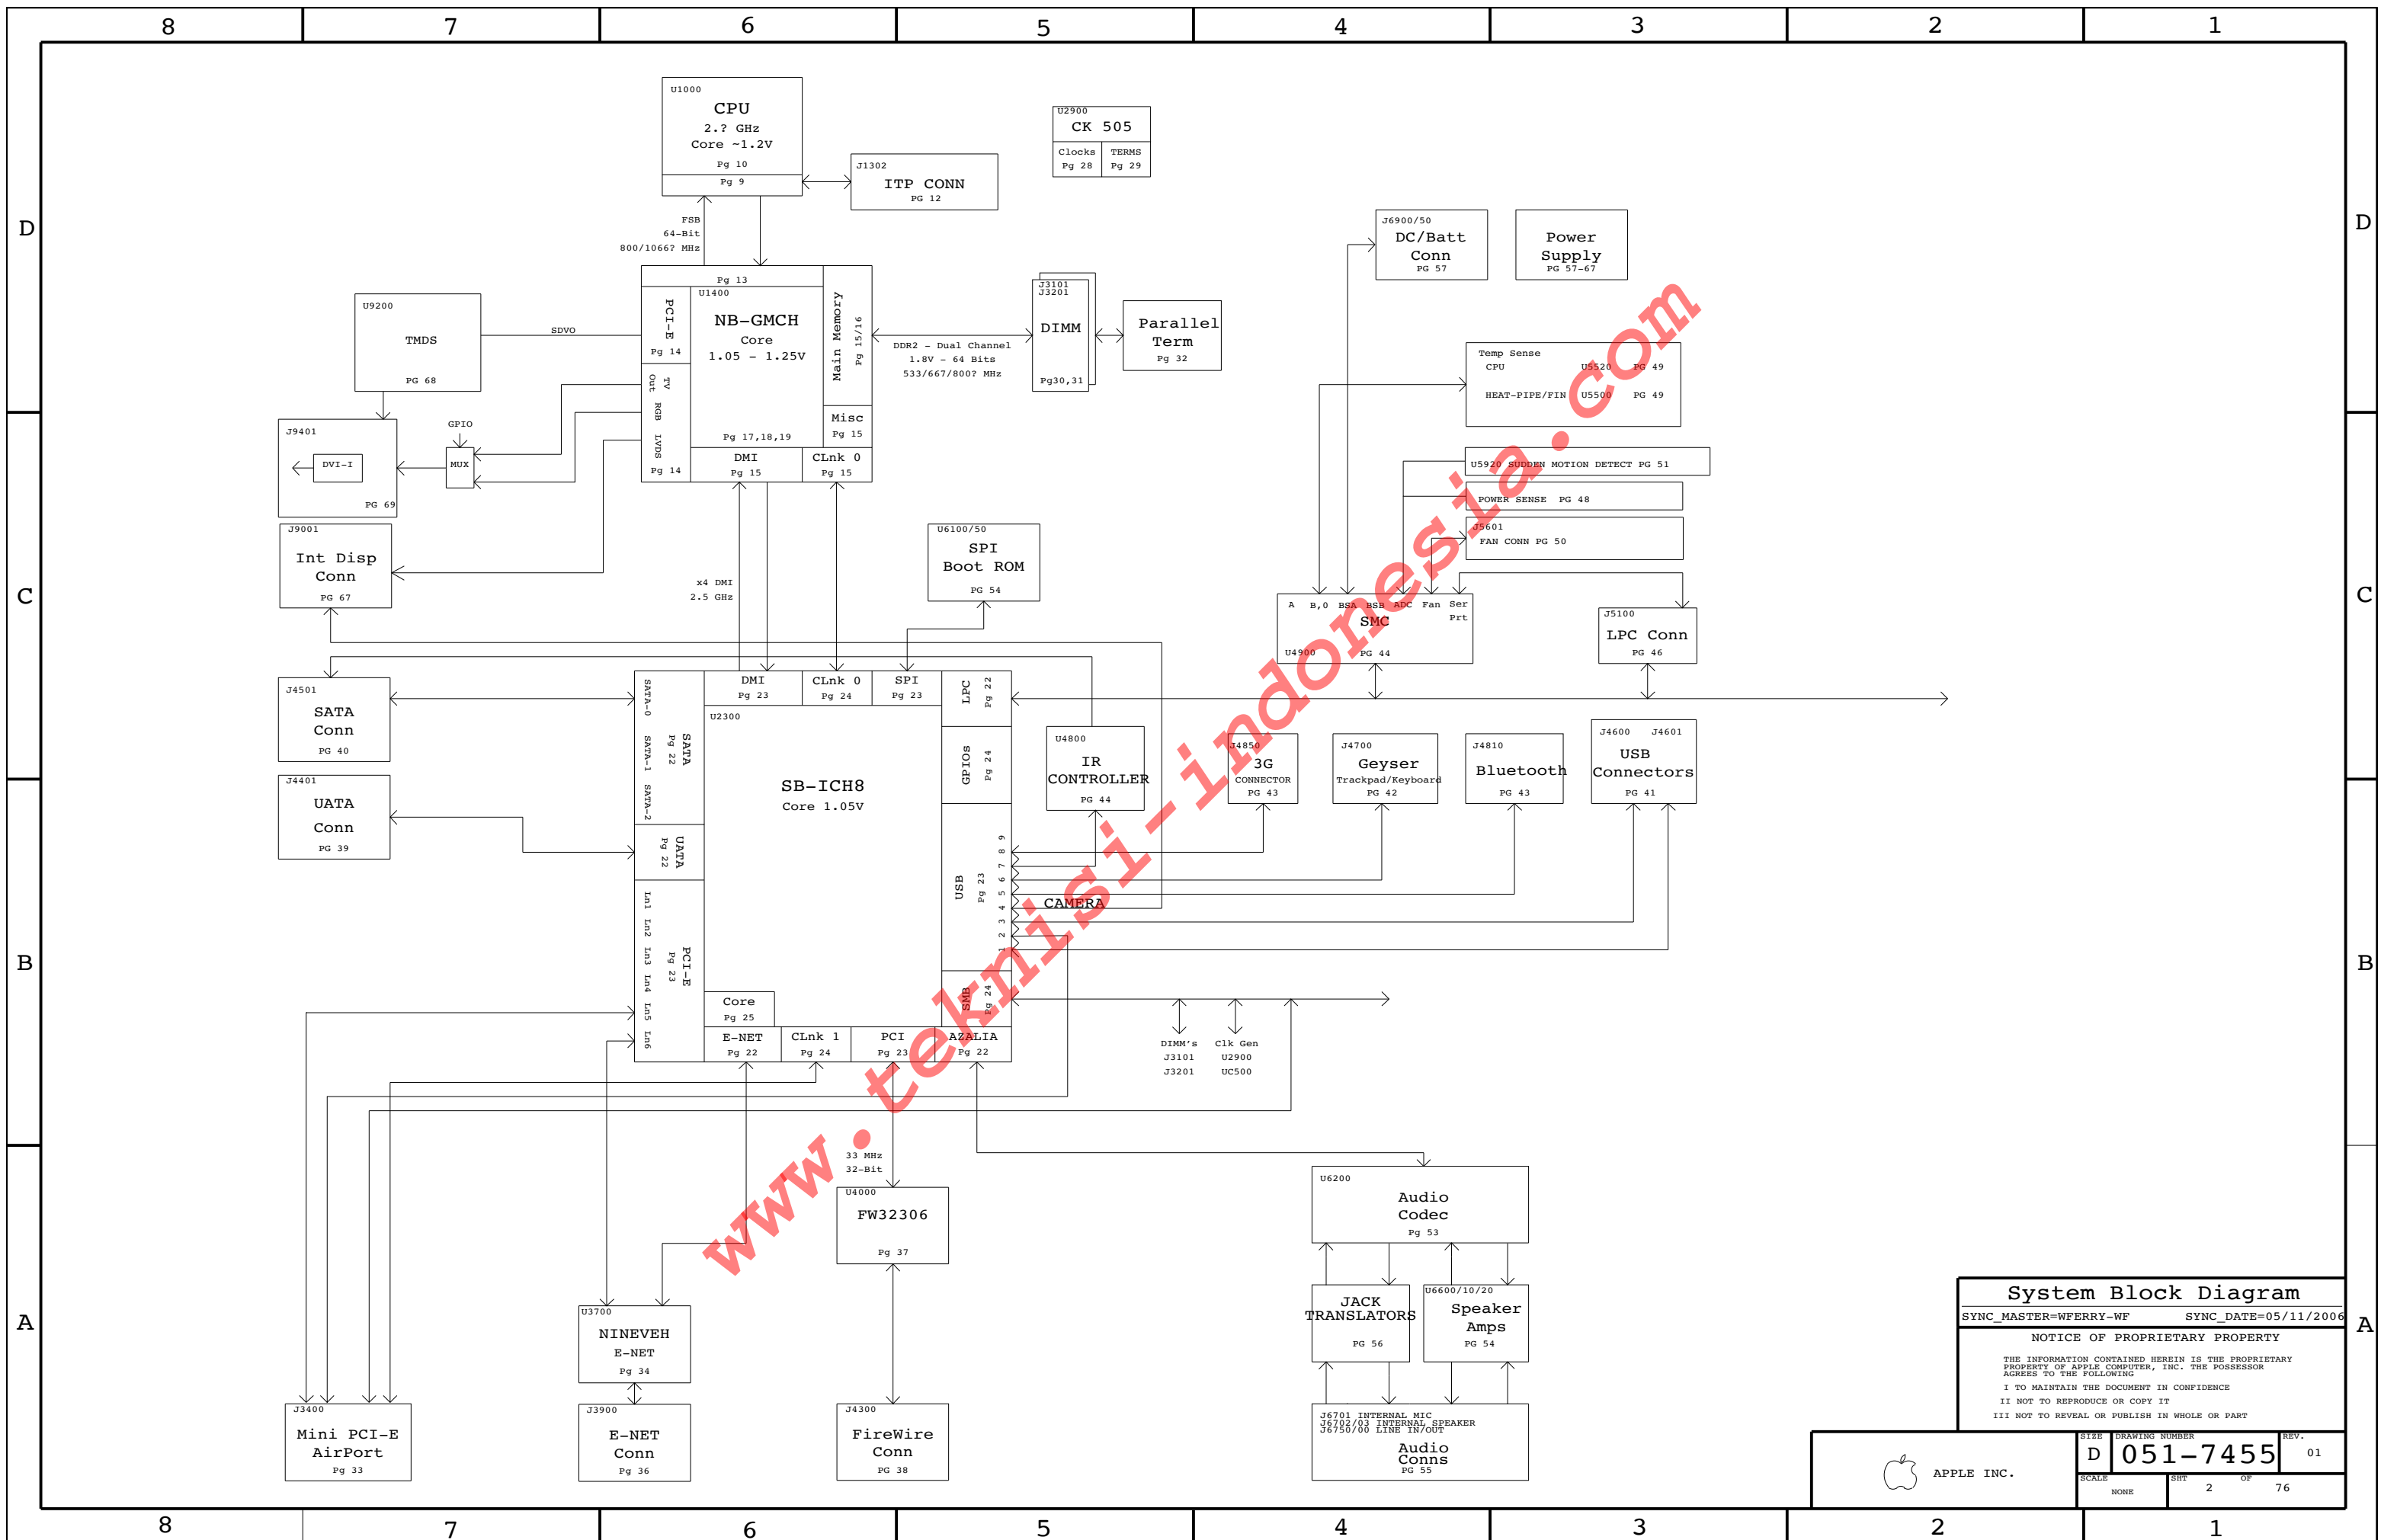 8 7 6 5 4 3 2 1
D
C
B
A
D
C
B
A
U1000
CPU
2.? GHz
Core ~1.2V
Pg 10
Pg 9
J1302
ITP CONN
PG 12
U2900
CK 505
Clocks
Pg 28
TERMS
Pg 29
FSB
64-Bit
800/1066? MHz
J6900/50
DC/Batt
Conn
PG 57
Power
Supply
PG 57-67
U9200
TMDS
PG 68
SDVO
Pg 13
U1400
NB-GMCH
Core
1.05 - 1.25V
Pg 17,18,19
PCI-E
Pg 14
TV
Out
RGB
LVDS
Pg 14
Main Memory
Pg 15/16
Misc
Pg 15
DMI
Pg 15
CLnk 0
Pg 15
DDR2 - Dual Channel
1.8V - 64 Bits
533/667/800? MHz
J3101
J3201
DIMM
Pg30,31
Parallel
Term
Pg 32
Temp Sense
CPU U5520 PG 49
HEAT-PIPE/FIN U5500 PG 49
J9401
DVI-I
PG 69
GPIO
MUX
U5920 SUDDEN MOTION DETECT PG 51
POWER SENSE PG 48
J5601
FAN CONN PG 50
J9001
Int Disp
Conn
PG 67
x4 DMI
2.5 GHz
U6100/50
SPI
Boot ROM
PG 54
A B,0 BSA BSB ADC Fan Ser
Prt
SMC
U4900 PG 44
J5100
LPC Conn
PG 46
J4501
SATA
Conn
PG 40
J4401
UATA
Conn
PG 39
DMI
Pg 23
CLnk 0
Pg 24
SPI
Pg 23
LPC
Pg 22
U2300
SB-ICH8
Core 1.05V
SATA-0
SATA-1
SATA-2
SATA
Pg 22
UATA
Pg 22
Ln1 Ln2 Ln3 Ln4 Ln5 Ln6
PCI-E
Pg 23
GPIOs
Pg 24
USB
Pg 23
1 2 3 4 5 6 7 8 9
SMB
Pg 24
Core
Pg 25
E-NET
Pg 22
CLnk 1
Pg 24
PCI
Pg 23
AZALIA
Pg 22
U4800
IR
CONTROLLER
PG 44
J4850
3G
CONNECTOR
PG 43
J4700
Geyser
Trackpad/Keyboard
PG 42
J4810
Bluetooth
PG 43
J4600 J4601
USB
Connectors
PG 41
CAMERA
DIMM's
J3101
J3201
Clk Gen
U2900
UC500
33 MHz
32-Bit
U4000
FW32306
Pg 37
U6200
Audio
Codec
Pg 53
JACK
TRANSLATORS
PG 56
U6600/10/20
Speaker
Amps
PG 54
U3700
NINEVEH
E-NET
Pg 34
J3400
Mini PCI-E
AirPort
Pg 33
J3900
E-NET
Conn
Pg 36
J4300
FireWire
Conn
PG 38
J6701 INTERNAL MIC
J6702/03 INTERNAL SPEAKER
J6750/00 LINE IN/OUT
Audio
Conns
PG 55
www.teknisi-indonesia.com
System Block Diagram
SYNC_MASTER=WFERRY-WF SYNC_DATE=05/11/2006
NOTICE OF PROPRIETARY PROPERTY
THE INFORMATION CONTAINED HEREIN IS THE PROPRIETARY
PROPERTY OF APPLE COMPUTER, INC. THE POSSESSOR
AGREES TO THE FOLLOWING
I TO MAINTAIN THE DOCUMENT IN CONFIDENCE
II NOT TO REPRODUCE OR COPY IT
III NOT TO REVEAL OR PUBLISH IN WHOLE OR PART
APPLE INC.
SIZE
D
DRAWING NUMBER
051-7455
REV.
01
SCALE
NONE
SHT OF
2 76
8 7 6 5 4 3 2 1